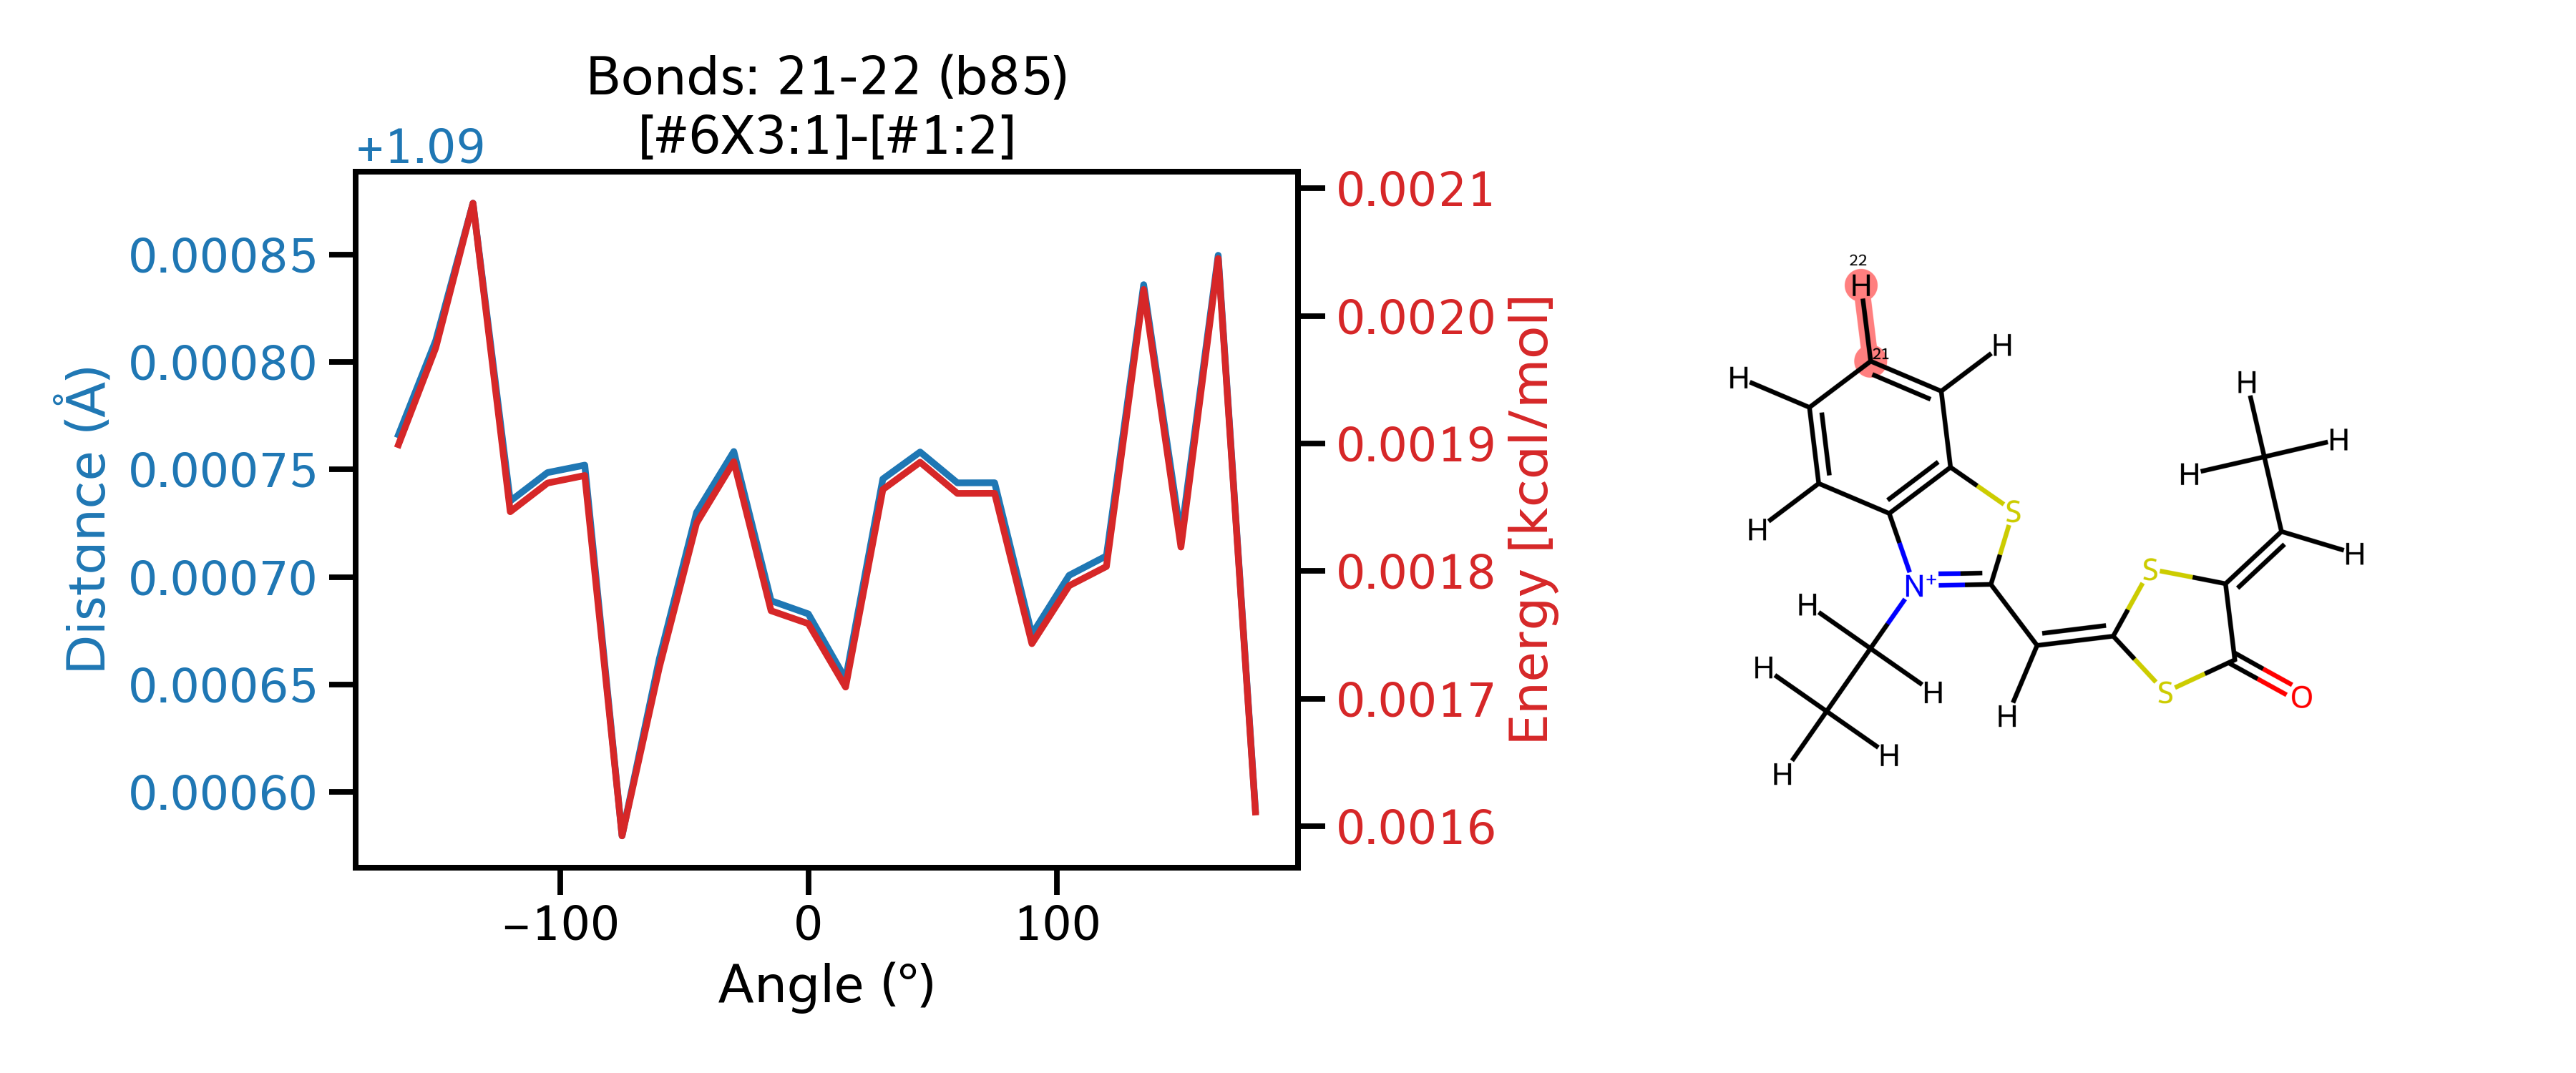 Bonds: 21-22 (b85)
[#6X3:1]-[#1:2]
+1.09
0.00085
0.00080
0.00075
0.00070
0.00065
0.00060
Distance (Å)
0.0021
0.0020
0.0019
0.0018
0.0017
0.0016
Energy [kcal/mol]
−100 0 100
Angle (°)
22
H
21
H
H
H
H
H
H
H
S
H
S
N+
H
H
H
S
O
H
H
H